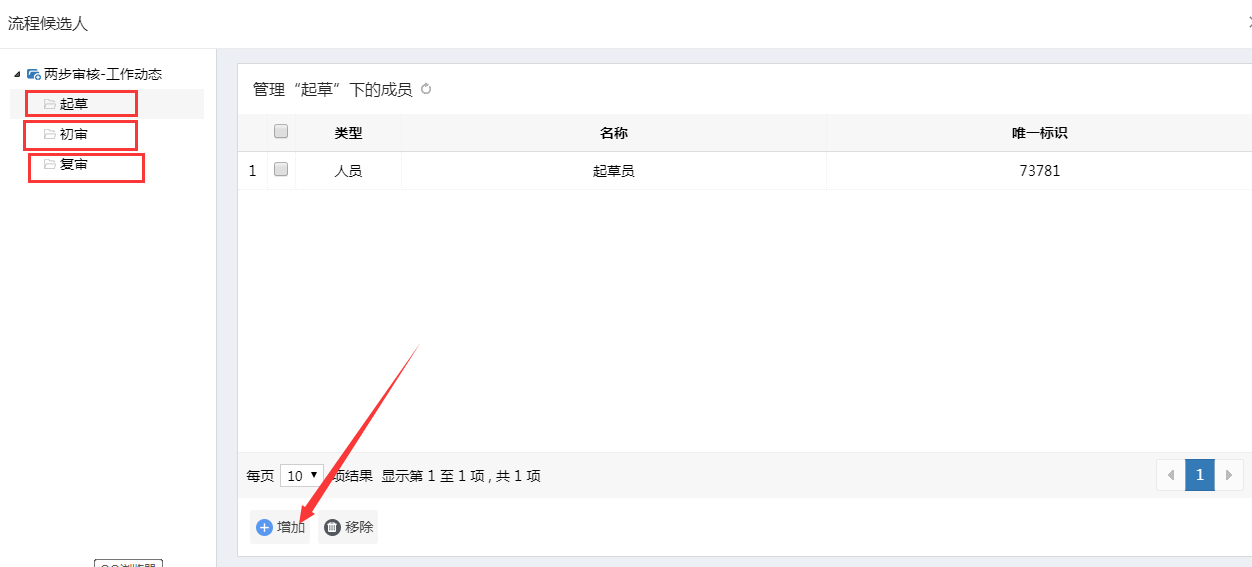 流程候选人
两步审核-工作动态
起草
初审
复审
管理“起草”下的成员
类型 名称 唯一标识
1 人员 起草员 73781
每页 10 项结果 显示第 1 至 1 项 , 共 1 项
1
增加 移除